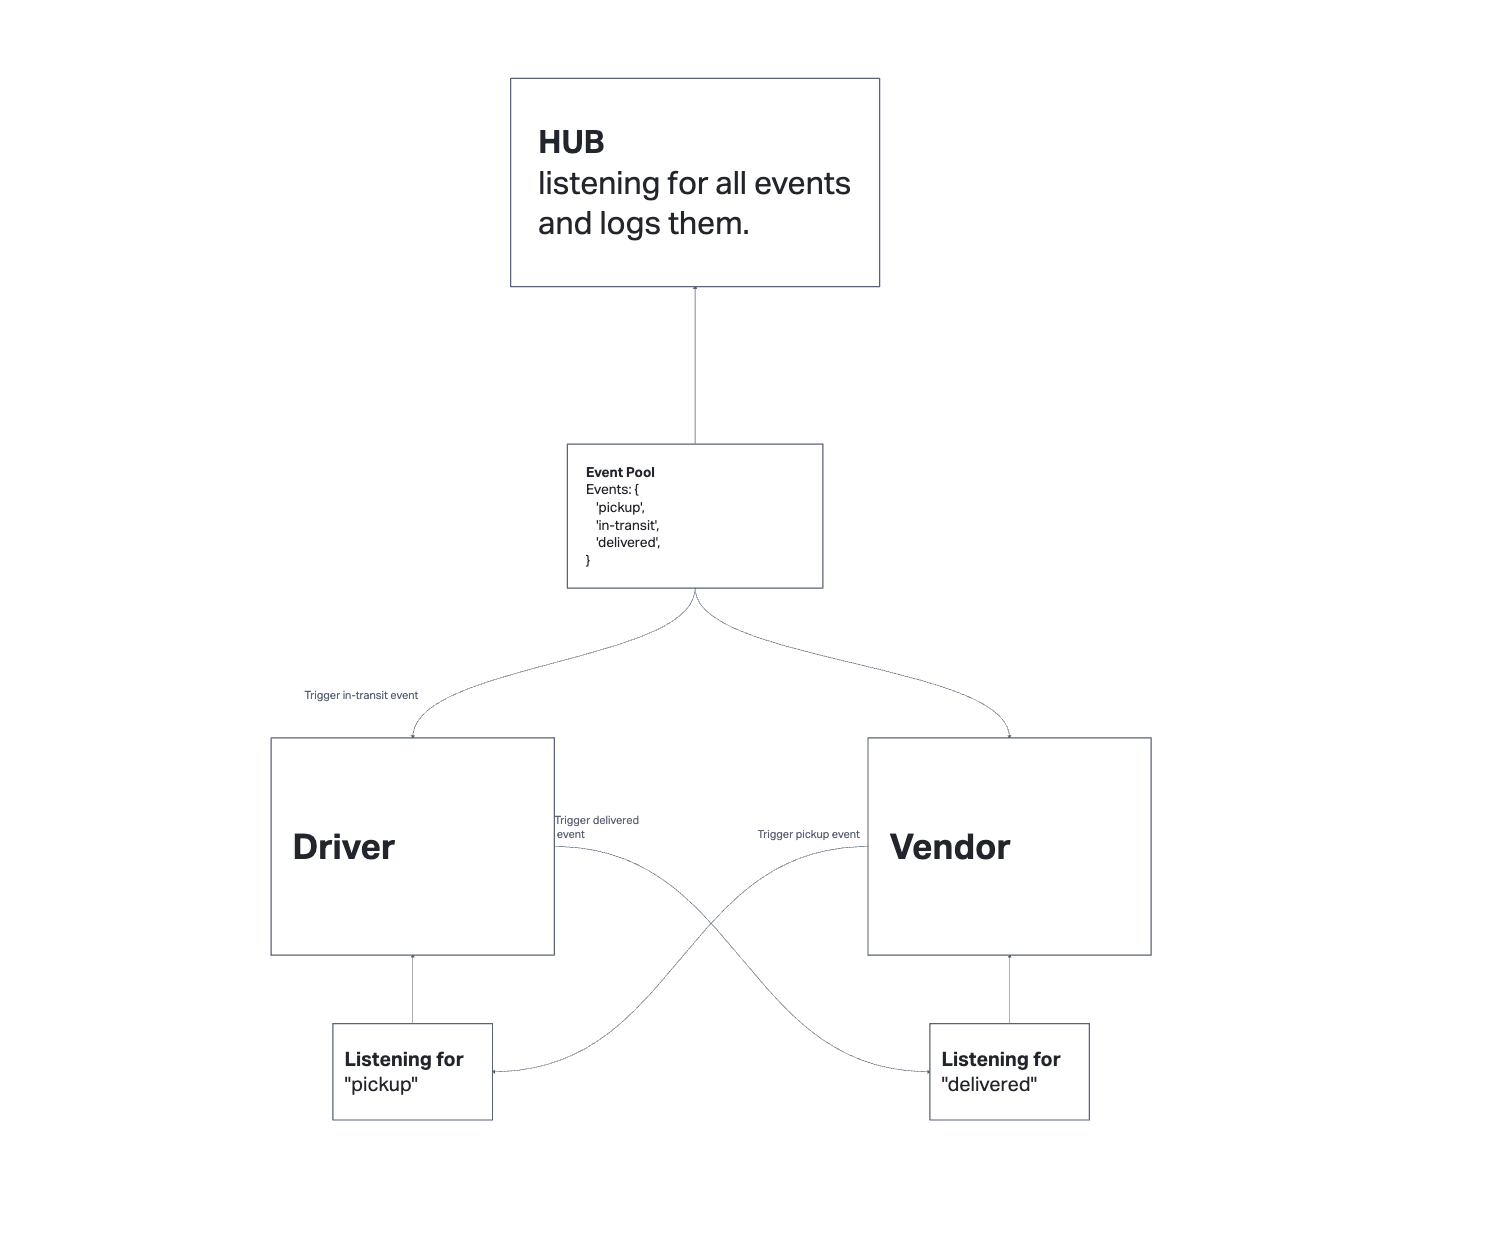 HUB
listening for all events
and logs them.
Event Pool
Events: {
'pickup',
'in-transit',
'delivered',
}
Trigger in-transit event
Driver
Trigger delivered
event
Trigger pickup event
Vendor
Listening for
"pickup"
Listening for
"delivered"